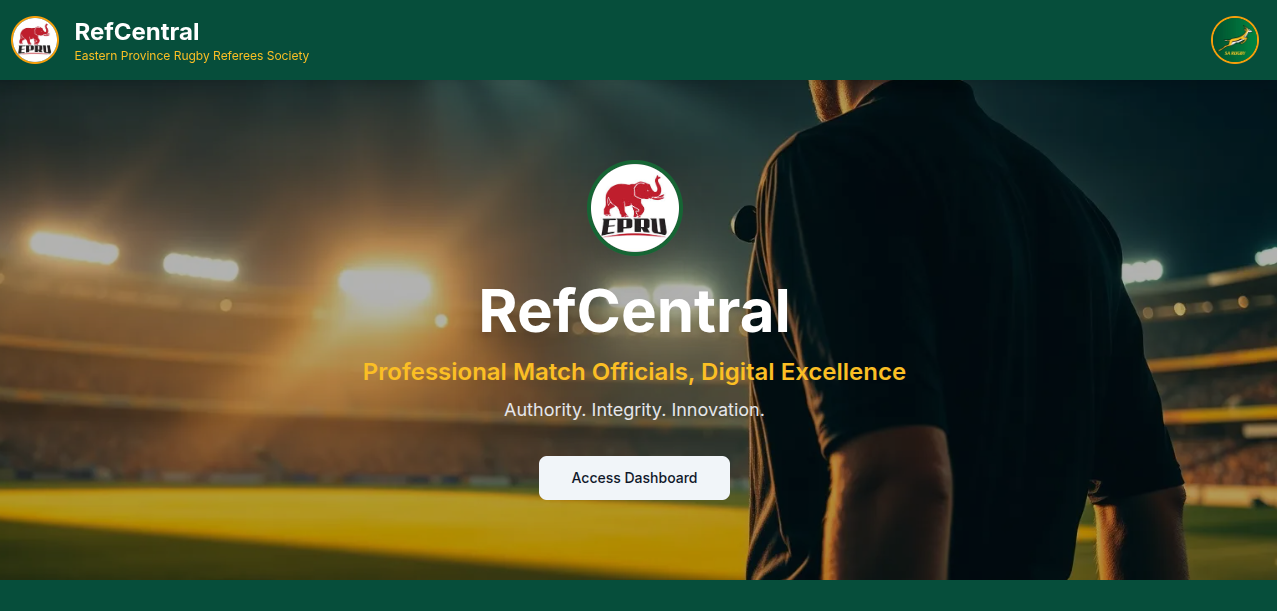 RefCentral
Eastern Province Rugby Referees Society
EPRU
SA RUGBY
EPRU
RefCentral
Professional Match Officials, Digital Excellence
Authority. Integrity. Innovation.
Access Dashboard